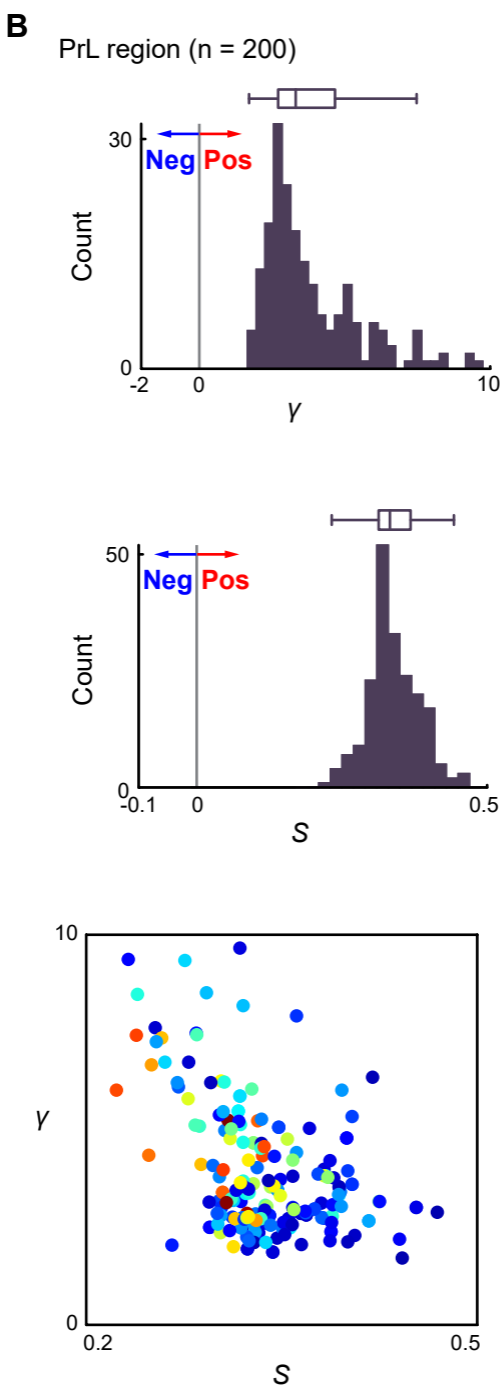 B
PrL region (n = 200)
30
Neg Pos
Count
0
-2 0 10
γ
50
Neg Pos
Count
0
-0.1 0 0.5
S
10
γ
0
0.2 0.5
S